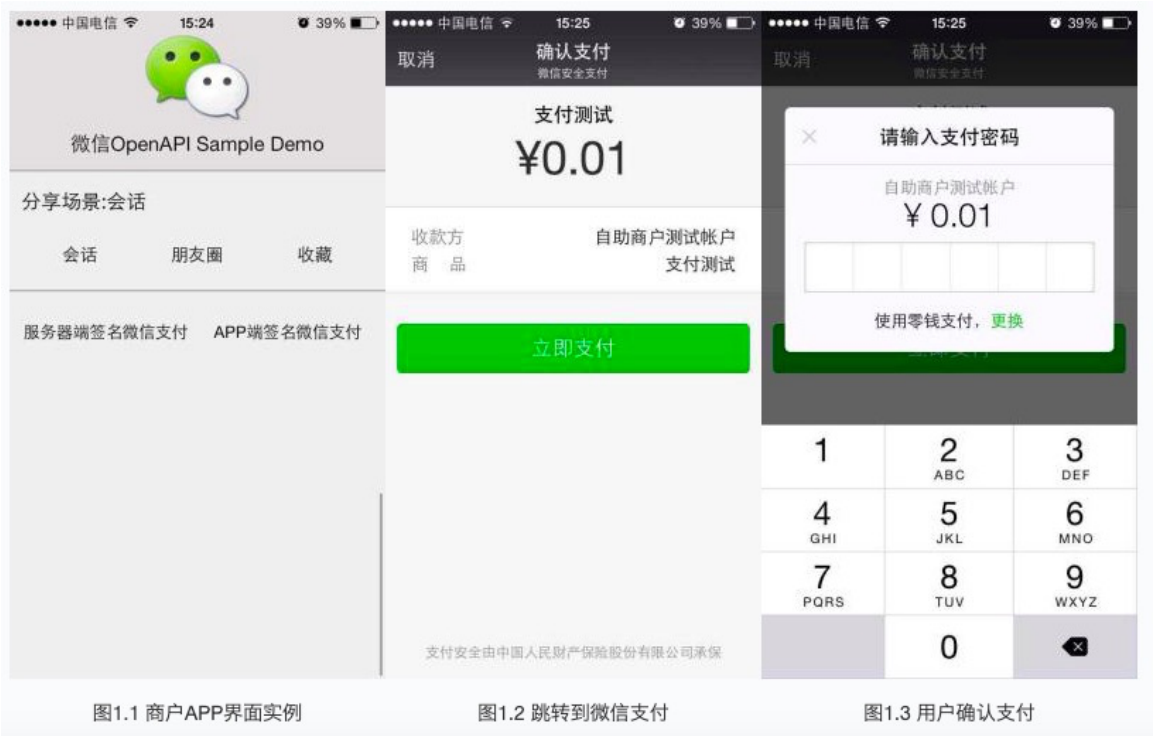 中国电信 15:24 39%
微信OpenAPI Sample Demo
分享场景:会话
会话 朋友圈 收藏
服务器端签名微信支付 APP端签名微信支付
图1.1 商户APP界面实例
中国电信 15:25 39%
取消 确认支付
微信安全支付
支付测试
¥0.01
收款方 自助商户测试帐户
商 品 支付测试
立即支付
支付安全由中国人民财产保险股份有限公司承保
图1.2 跳转到微信支付
中国电信 15:25 39%
取消 确认支付
微信安全支付
请输入支付密码
自助商户测试帐户
¥ 0.01
使用零钱支付，更换
1 2 3
ABC DEF
4 5 6
GHI JKL MNO
7 8 9
PQRS TUV WXYZ
0
图1.3 用户确认支付